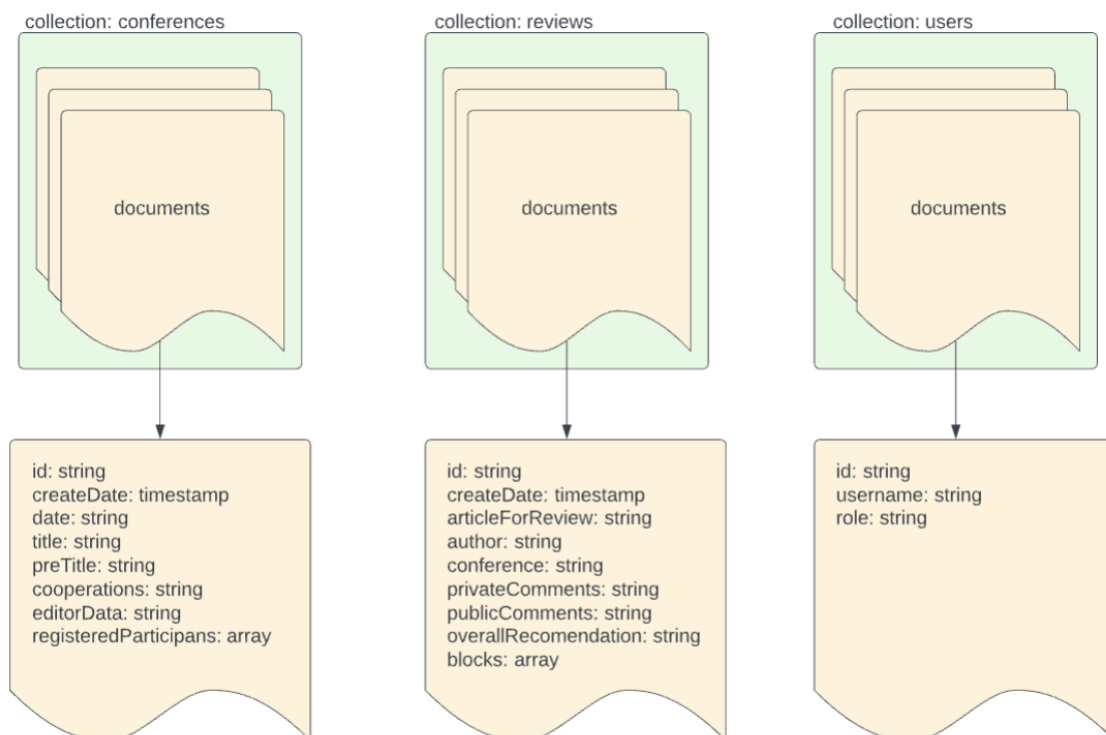 collection: conferences
documents
id: string
createDate: timestamp
date: string
title: string
preTitle: string
cooperations: string
editorData: string
registeredParticipans: array
collection: reviews
documents
id: string
createDate: timestamp
articleForReview: string
author: string
conference: string
privateComments: string
publicComments: string
overallRecomendation: string
blocks: array
collection: users
documents
id: string
username: string
role: string